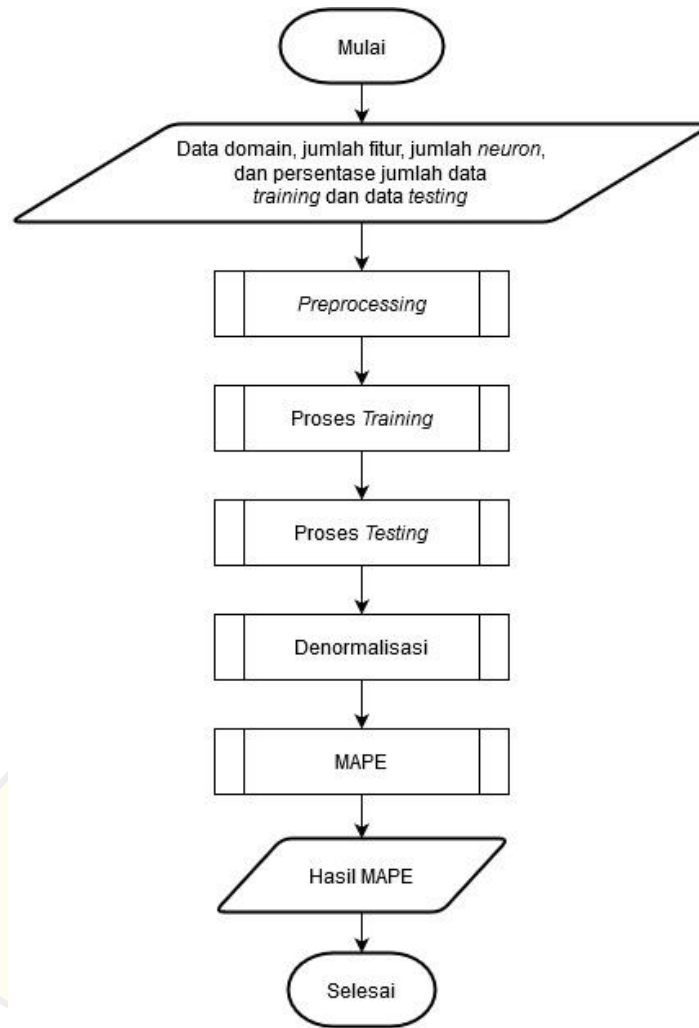 Mulai
Data domain, jumlah fitur, jumlah neuron,
dan persentase jumlah data
training dan data testing
Preprocessing
Proses Training
Proses Testing
Denormalisasi
MAPE
Hasil MAPE
Selesai